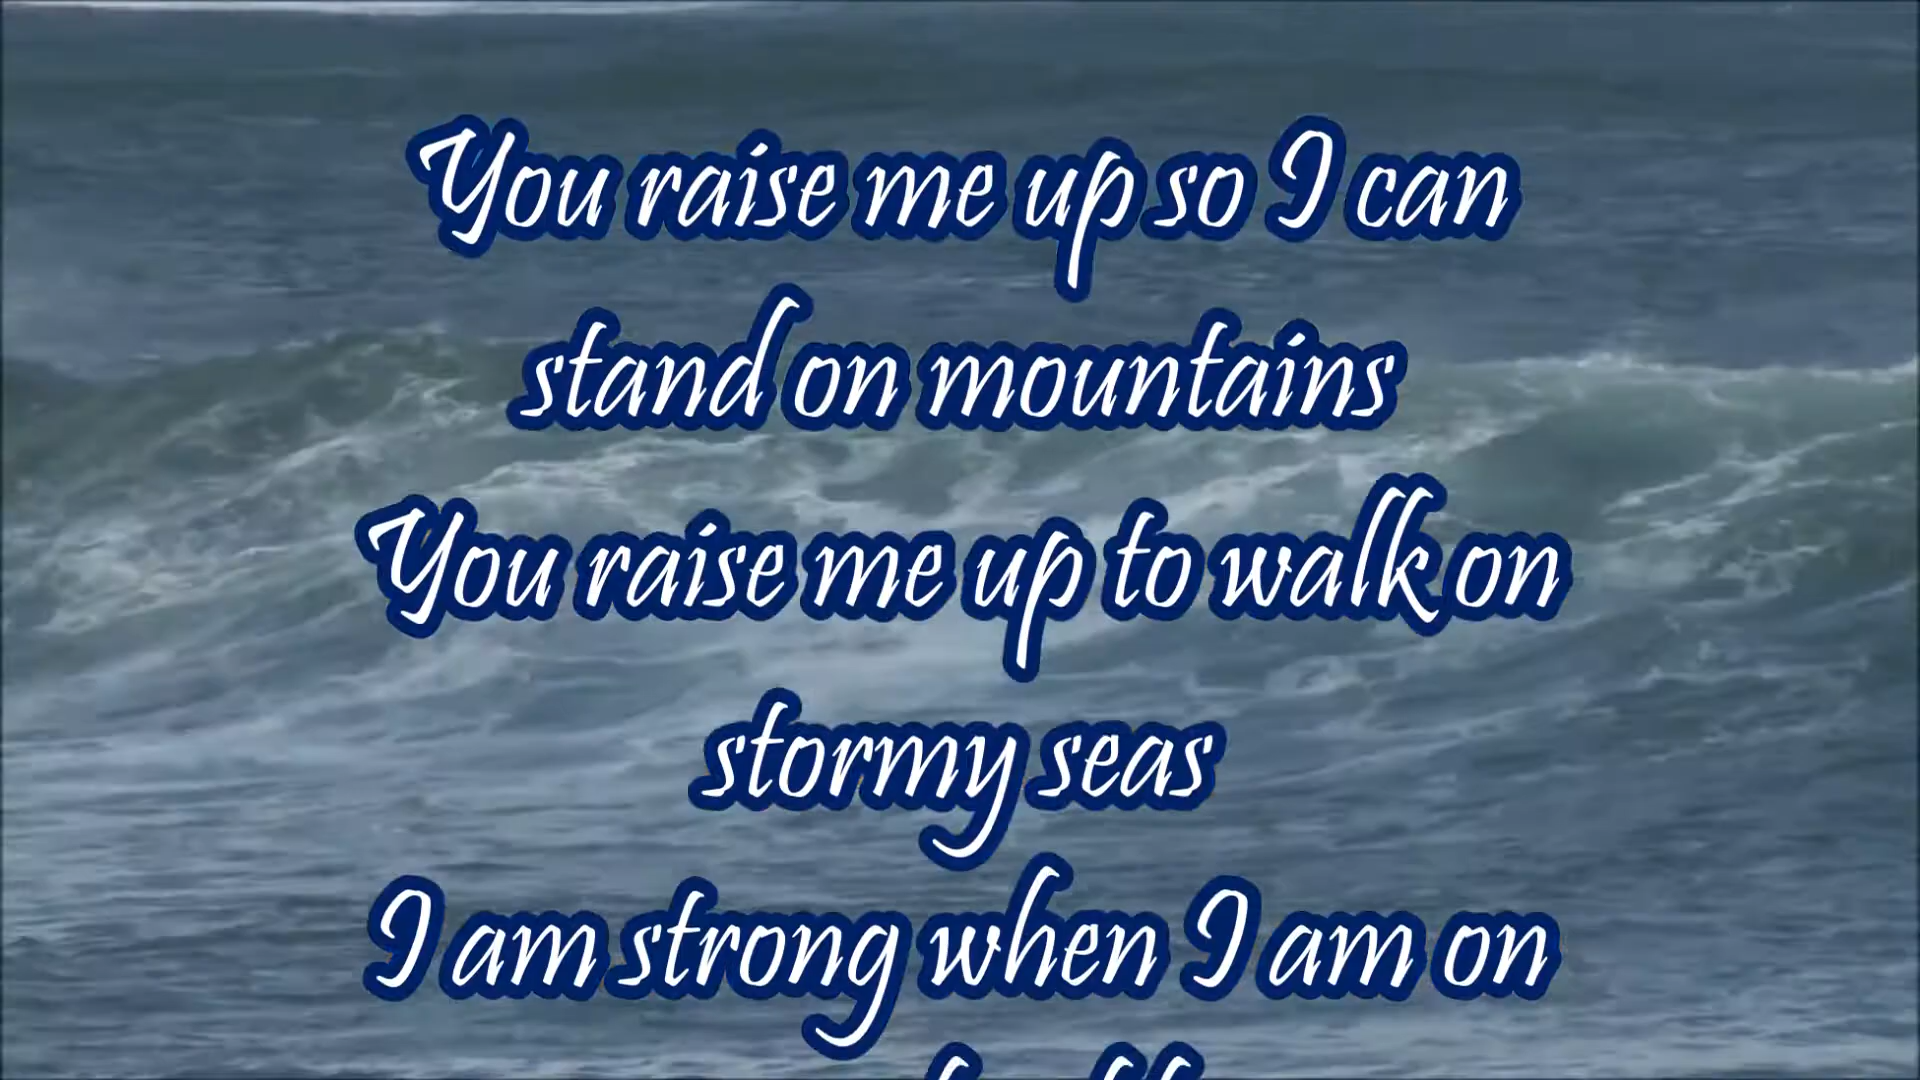 You raise me up so I can
stand on mountains
You raise me up to walk on
stormy seas
I am strong when I am on